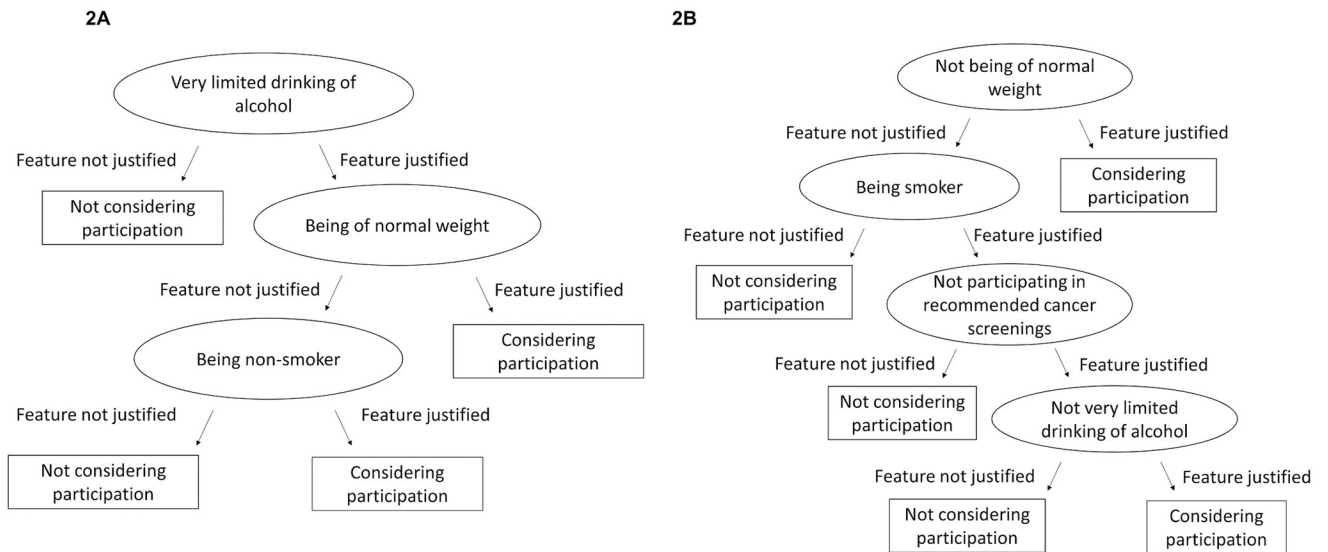 2A
Very limited drinking of
alcohol
Feature not justified
Feature justified
Not considering
participation
Being of normal weight
Feature not justified
Feature justified
Being non-smoker
Considering
participation
Feature not justified
Feature justified
Not considering
participation
Considering
participation
2B
Not being of normal
weight
Feature not justified
Feature justified
Being smoker
Considering
participation
Feature not justified
Feature justified
Not considering
participation
Not participating in
recommended cancer
screenings
Feature not justified
Feature justified
Not considering
participation
Not very limited
drinking of alcohol
Feature not justified
Feature justified
Not considering
participation
Considering
participation